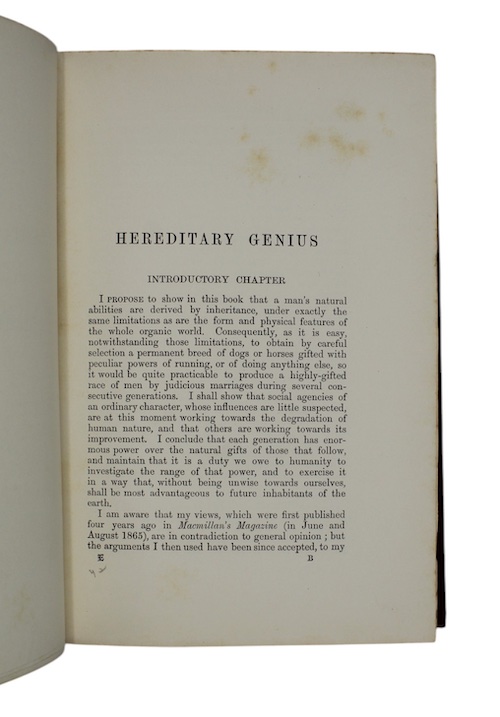 HEREDITARY GENIUS
INTRODUCTORY CHAPTER
I PROPOSE to show in this book that a man's natural
abilities are derived by inheritance, under exactly the
same limitations as are the form and physical features of
the whole organic world. Consequently, as it is easy,
notwithstanding those limitations, to obtain by careful
selection a permanent breed of dogs or horses gifted with
peculiar powers of running, or of doing anything else, so
it would be quite practicable to produce a highly-gifted
race of men by judicious marriages during several con-
secutive generations. I shall show that social agencies of
an ordinary character, whose influences are little suspected,
are at this moment working towards the degradation of
human nature, and that others are working towards its
improvement. I conclude that each generation has enor-
mous power over the natural gifts of those that follow,
and maintain that it is a duty we owe to humanity to
investigate the range of that power, and to exercise it
in a way that, without being unwise towards ourselves,
shall be most advantageous to future inhabitants of the
earth.
I am aware that my views, which were first published
four years ago in Macmillan's Magazine (in June and
August 1865), are in contradiction to general opinion ; but
the arguments I then used have been since accepted, to my
B